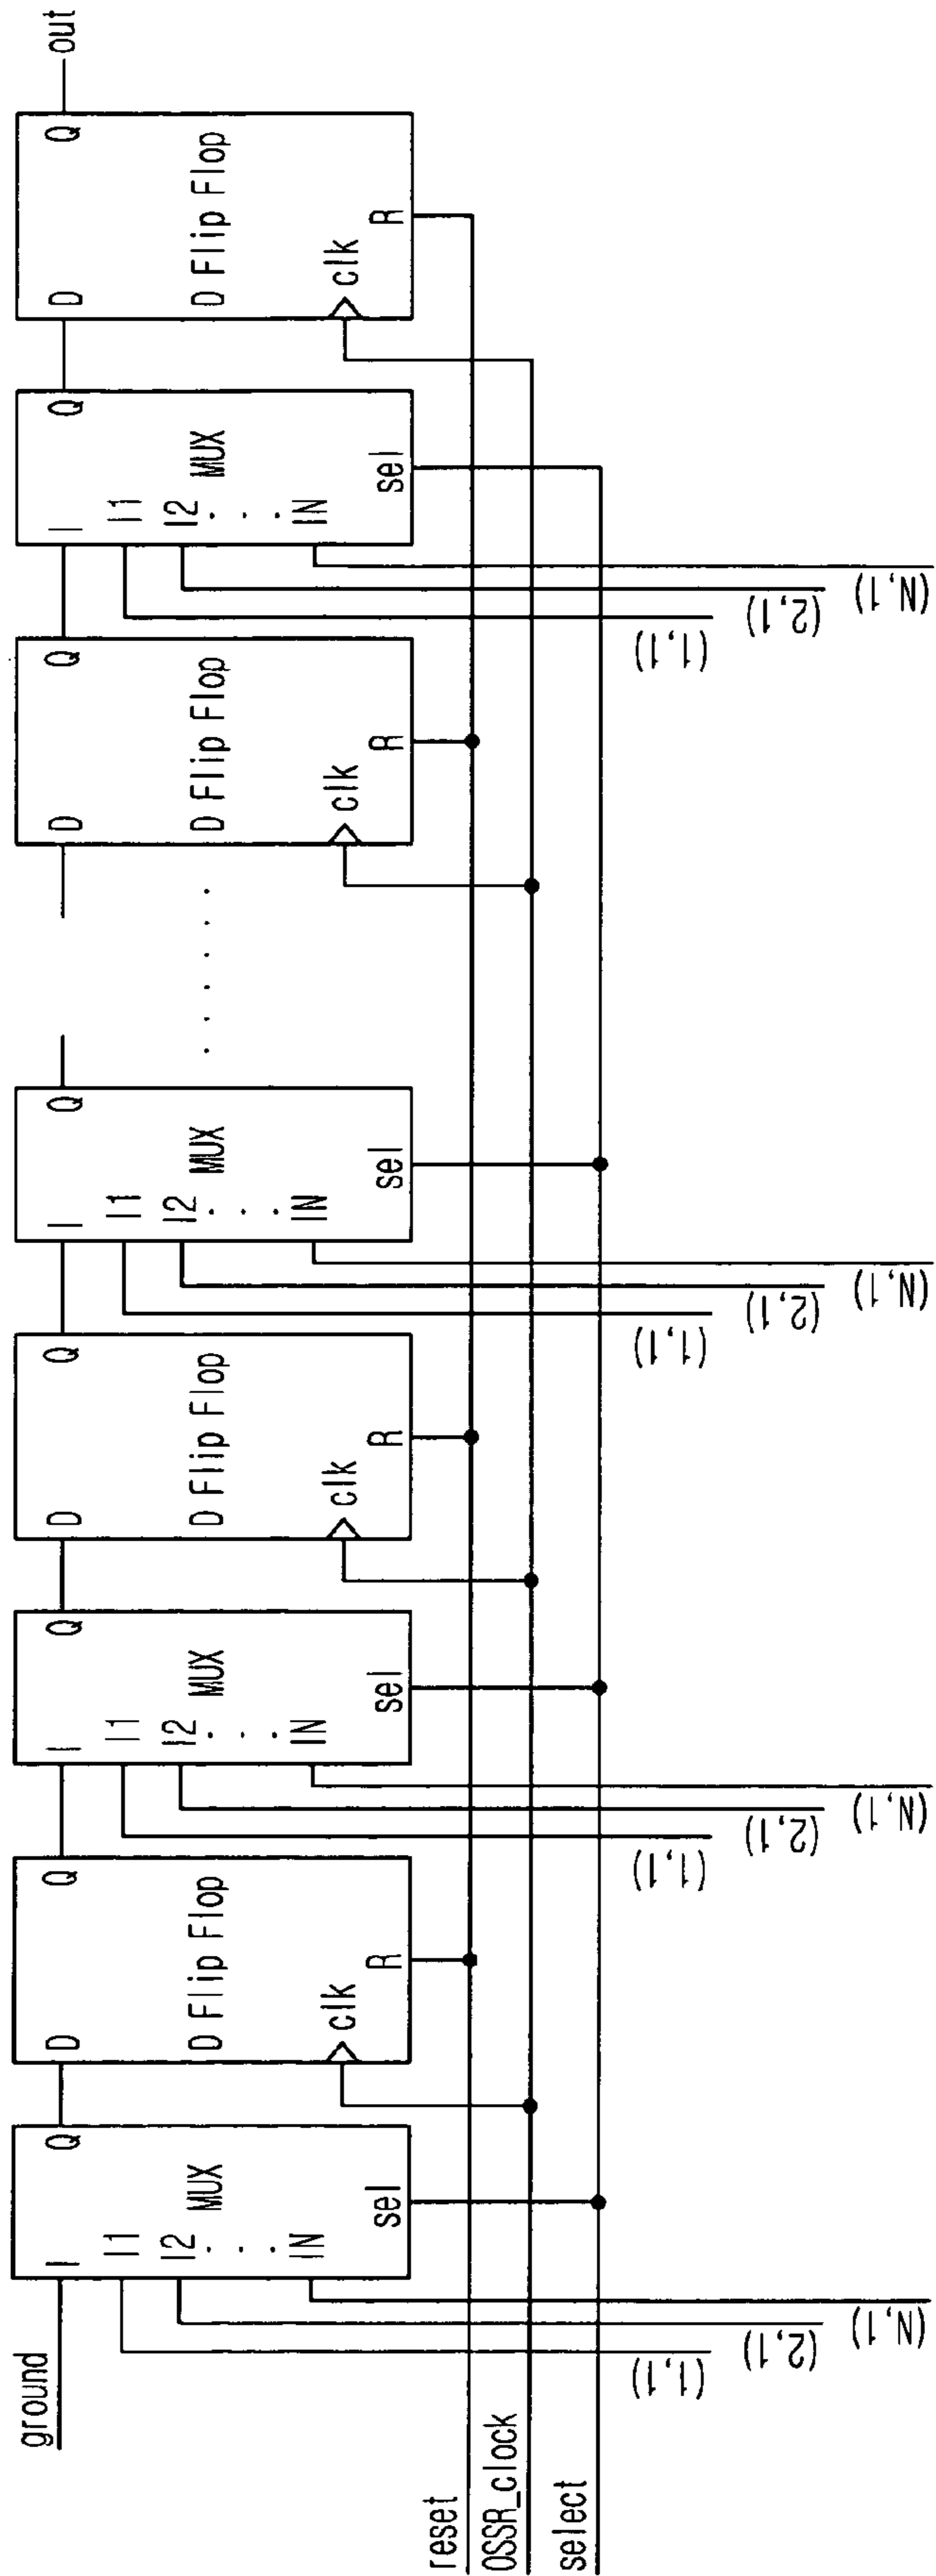 ground
I Q
I1
I2 MUX
. . .
IN
sel
D Q
D Flip Flop
clk
R
I Q
I1
I2 MUX
. . .
IN
sel
D Q
D Flip Flop
clk
R
I Q
I1
I2 MUX
. . .
IN
sel
. . . . .
D Q
D Flip Flop
clk
R
I Q
I1
I2 MUX
. . .
IN
sel
D Q
D Flip Flop
clk
R
out
reset
OSSR_clock
select
(1,1)
(2,1)
(N,1)
(1,1)
(2,1)
(N,1)
(1,1)
(2,1)
(N,1)
(1,1)
(2,1)
(N,1)